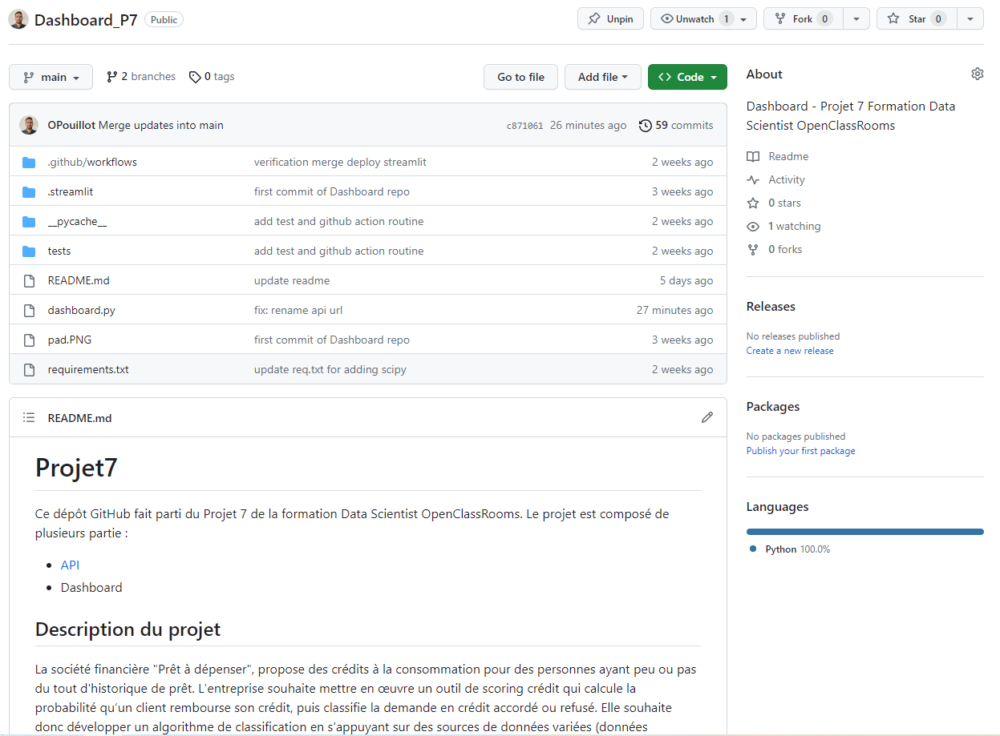 Dashboard_P7 Public Unpin Unwatch 1 Fork 0 Star 0
main 2 branches 0 tags Go to file Add file Code
OPouillot Merge updates into main c871061 26 minutes ago 59 commits
.github/workflows verification merge deploy streamlit 2 weeks ago
.streamlit first commit of Dashboard repo 3 weeks ago
__pycache__ add test and github action routine 2 weeks ago
tests add test and github action routine 2 weeks ago
README.md update readme 5 days ago
dashboard.py fix: rename api url 27 minutes ago
pad.PNG first commit of Dashboard repo 3 weeks ago
requirements.txt update req.txt for adding scipy 2 weeks ago
README.md
Projet7
Ce dépôt GitHub fait parti du Projet 7 de la formation Data Scientist OpenClassRooms. Le projet est composé de
plusieurs partie :
API
Dashboard
Description du projet
La société financière "Prêt à dépenser", propose des crédits à la consommation pour des personnes ayant peu ou pas
du tout d'historique de prêt. L’entreprise souhaite mettre en œuvre un outil de scoring crédit qui calcule la
probabilité qu’un client rembourse son crédit, puis classifie la demande en crédit accordé ou refusé. Elle souhaite
donc développer un algorithme de classification en s'appuyant sur des sources de données variées (données
About
Dashboard - Projet 7 Formation Data
Scientist OpenClassRooms
Readme
Activity
0 stars
1 watching
0 forks
Releases
No releases published
Create a new release
Packages
No packages published
Publish your first package
Languages
Python 100.0%